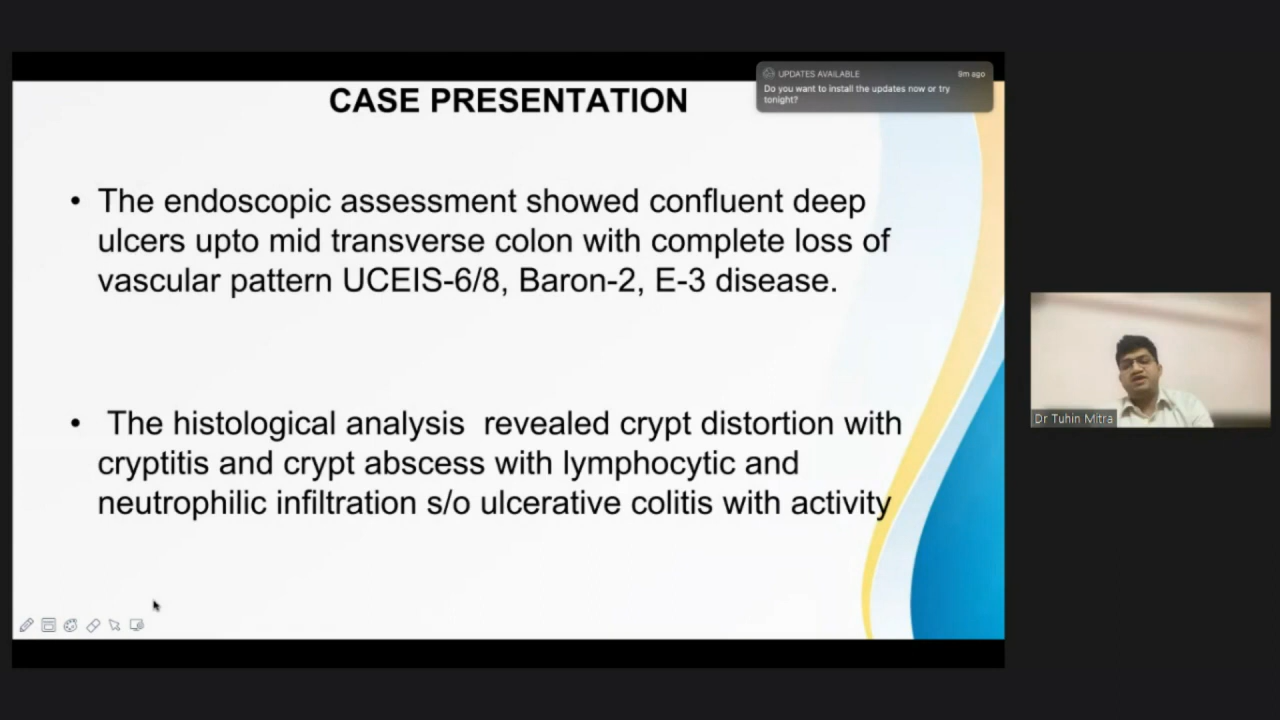 UPDATES AVAILABLE
9m ago
Do you want to install the updates now or try
tonight?
CASE PRESENTATION
• The endoscopic assessment showed confluent deep
ulcers upto mid transverse colon with complete loss of
vascular pattern UCEIS-6/8, Baron-2, E-3 disease.
• The histological analysis revealed crypt distortion with
cryptitis and crypt abscess with lymphocytic and
neutrophilic infiltration s/o ulcerative colitis with activity
Dr Tuhin Mitra